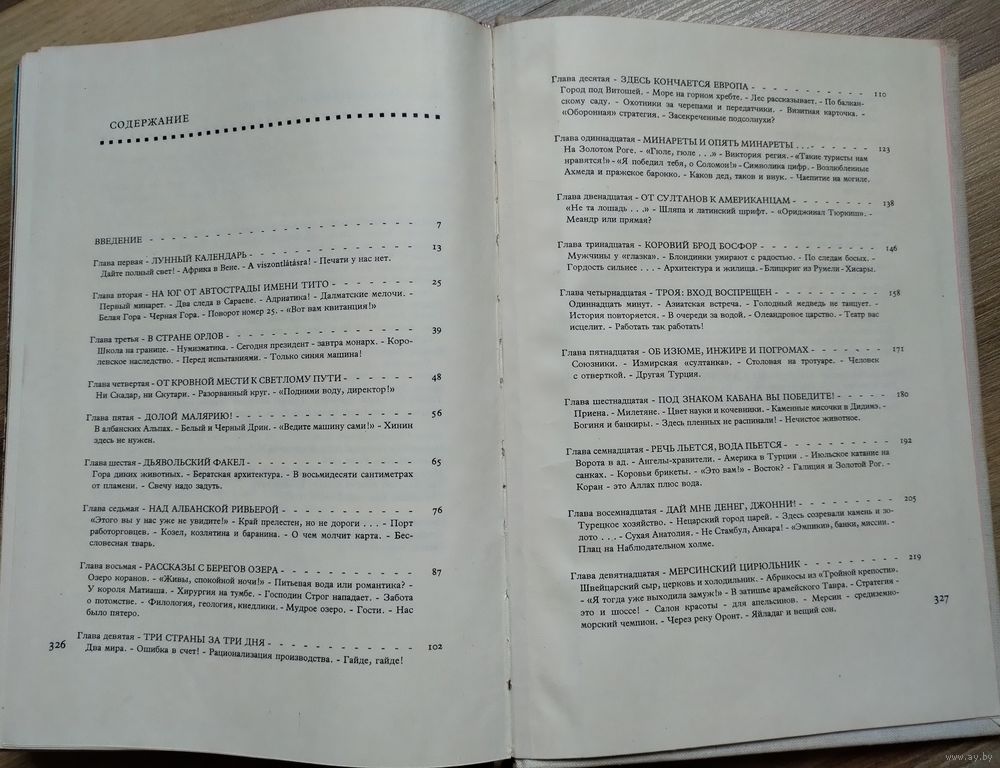 СОДЕРЖАНИЕ
ВВЕДЕНИЕ - - - - - - - - - - - - - - - - - - - - 7
Глава первая - ЛУННЫЙ КАЛЕНДАРЬ - - - - - - - - - - - - 13
Дайте полный свет! - Африка в Вене. - A viszontlátásra! - Печати у нас нет.
Глава вторая - НА ЮГ ОТ АВТОСТРАДЫ ИМЕНИ ТИТО - - - - - - 25
Первый минарет. - Два следа в Сараеве. - Адриатика! - Далматские мелочи. -
Белая Гора - Черная Гора. - Поворот номер 25. - «Вот вам квитанция!»
Глава третья - В СТРАНЕ ОРЛОВ - - - - - - - - - - - - - 39
Школа на границе. - Нумизматика. - Сегодня президент - завтра монарх. - Коро-
левское наследство. - Перед испытаниями. - Только синяя машина!
Глава четвертая - ОТ КРОВНОЙ МЕСТИ К СВЕТЛОМУ ПУТИ - - - - - 48
Ни Скадар, ни Скутари. - Разорванный круг. - «Подними воду, директор!»
Глава пятая - ДОЛОЙ МАЛЯРИЮ! - - - - - - - - - - - - - 56
В албанских Альпах. - Белый и Черный Дрин. - «Ведите машину сами!» - Хинин
здесь не нужен.
Глава шестая - ДЬЯВОЛЬСКИЙ ФАКЕЛ - - - - - - - - - - - - 65
Гора диких животных. - Бератская архитектура. - В восьмидесяти сантиметрах
от пламени. - Свечу надо задуть.
Глава седьмая - НАД АЛБАНСКОЙ РИВЬЕРОЙ - - - - - - - - - 76
«Этого вы у нас уже не увидите!» - Край прелестен, но не дороги . . . - Порт
работорговцев. - Козел, козлятина и баранина. - О чем молчит карта. - Бес-
словесная тварь.
Глава восьмая - РАССКАЗЫ С БЕРЕГОВ ОЗЕРА - - - - - - - - - 87
Озеро коранов. - «Живы, спокойной ночи!» - Питьевая вода или романтика? -
У короля Матиаша. - Хирургия на тумбе. - Господин Строг нападает. - Забота
о потомстве. - Филология, геология, кнедлики. - Мудрое озеро. - Гости. - Нас
было пятеро.
Глава девятая - ТРИ СТРАНЫ ЗА ТРИ ДНЯ - - - - - - - - - - 102
Два мира. - Ошибка в счет! - Рационализация производства. - Гайде, гайде!
326
Глава десятая - ЗДЕСЬ КОНЧАЕТСЯ ЕВРОПА - - - - - - - - - - 110
Город под Витошей. - Море на горном хребте. - Лес рассказывает. - По балкан-
скому саду. - Охотники за черепами и передатчики. - Визитная карточка. -
«Оборонная» стратегия. - Засекреченные подсолнухи?
Глава одиннадцатая - МИНАРЕТЫ И ОПЯТЬ МИНАРЕТЫ . . . - - - - - - 123
На Золотом Роге. - «Гюле, гюле . . .» - Виктория регия. - «Такие туристы нам
нравятся!» - «Я победил тебя, о Соломон!» - Символика цифр. - Возлюбленные
Ахмеда и пражское барокко. - Каков дед, таков и внук. - Чаепитие на могиле.
Глава двенадцатая - ОТ СУЛТАНОВ К АМЕРИКАНЦАМ - - - - - - - 138
«Не та лошадь . . .» - Шляпа и латинский шрифт. - «Ориджинал Тюркиш». -
Меандр или прямая?
Глава тринадцатая - КОРОВИЙ БРОД БОСФОР - - - - - - - - - - 146
Мужчины у «глазка». - Блондинки умирают с радостью. - По следам босых. -
Гордость сильнее . . . - Архитектура и жилища. - Блицкриг из Румели-Хисары.
Глава четырнадцатая - ТРОЯ: ВХОД ВОСПРЕЩЕН - - - - - - - - - 158
Одиннадцать минут. - Азиатская встреча. - Голодный медведь не танцует. -
История повторяется. - В очереди за водой. - Олеандровое царство. - Театр вас
исцелит. - Работать так работать!
Глава пятнадцатая - ОБ ИЗЮМЕ, ИНЖИРЕ И ПОГРОМАХ - - - - - - 171
Союзники. - Измирская «султанка». - Столовая на тротуаре. - Человек
с отверткой. - Другая Турция.
Глава шестнадцатая - ПОД ЗНАКОМ КАБАНА ВЫ ПОБЕДИТЕ! - - - - - 180
Приена. - Милетяне. - Цвет науки и кочевники. - Каменные мисочки в Дидимэ. -
Богиня и банкиры. - Здесь пленных не распинали! - Нечистое животное.
Глава семнадцатая - РЕЧЬ ЛЬЕТСЯ, ВОДА ПЬЕТСЯ - - - - - - - - 192
Ворота в ад. - Ангелы-хранители. - Америка в Турции . - Июльское катание на
санках. - Коровьи брикеты. - «Это вам!» - Восток? - Галиция и Золотой Рог. -
Коран - это Аллах плюс вода.
Глава восемнадцатая - ДАЙ МНЕ ДЕНЕГ, ДЖОННИ! - - - - - - - - 205
Турецкое хозяйство. - Нецарский город царей. - Здесь созревали камень и зо-
лото . . . - Сухая Анатолия. - Не Стамбул, Анкара! - «Эмпики», банки, миссии. -
Плац на Наблюдательном холме.
Глава девятнадцатая - МЕРСИНСКИЙ ЦИРЮЛЬНИК - - - - - - - - 219
Швейцарский сыр, церковь и холодильник. - Абрикосы из «Тройной крепости».
- «Я тогда уже выходила замуж!» - В затишье арамейского Тавра. - Стратегия -
это и шоссе! - Салон красоты - для апельсинов. - Мерсин - средизем­но-
морский чемпион. - Через реку Оронт. - Яйладаг и вещий сон.
327
www.ay.by